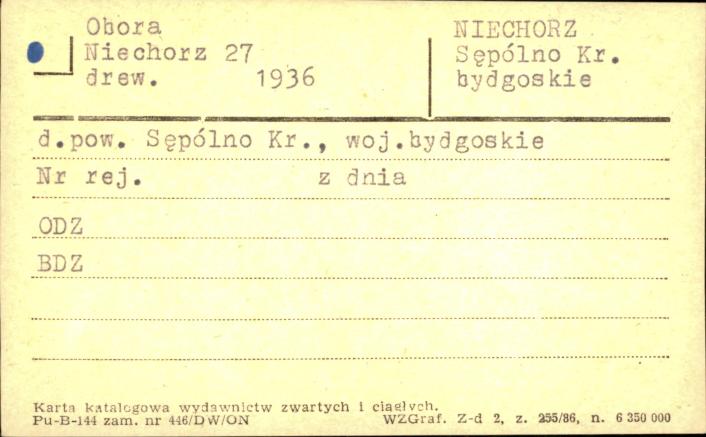 Obora
Niechorz 27
drew. 1936
NIECHORZ
Sępólno Kr.
bydgoskie
d.pow. Sępólno Kr., woj.bydgoskie
Nr rej. z dnia
ODZ
BDZ
Karta katalogowa wydawnictw zwartych i ciągłych.
Pu-B-144 zam. nr 446/DW/ON WZGraf. Z-d 2, z. 255/86, n. 6 350 000